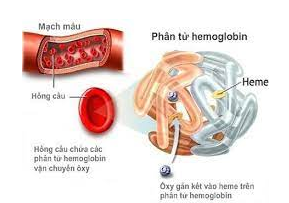 Mạch máu
Phân tử hemoglobin
Heme
Hồng cầu
Hồng cầu chứa các
phân tử hemoglobin
vận chuyển ôxy
Ôxy gắn kết vào heme trên
phân tử hemoglobin